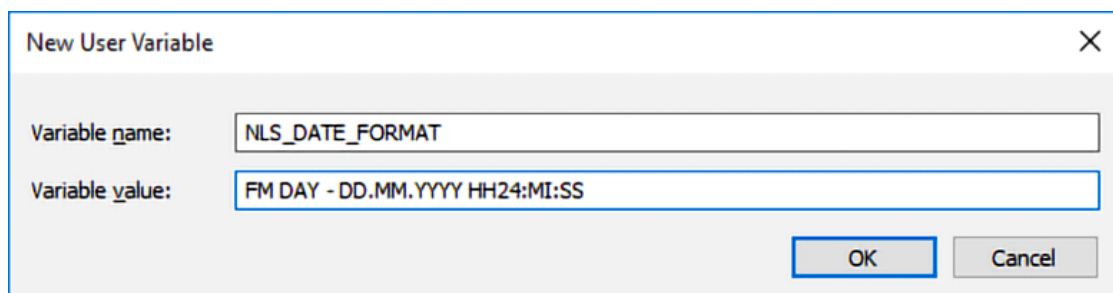 New User Variable
Variable name: NLS_DATE_FORMAT
Variable value: FM DAY - DD.MM.YYYY HH24:MI:SS
OK Cancel